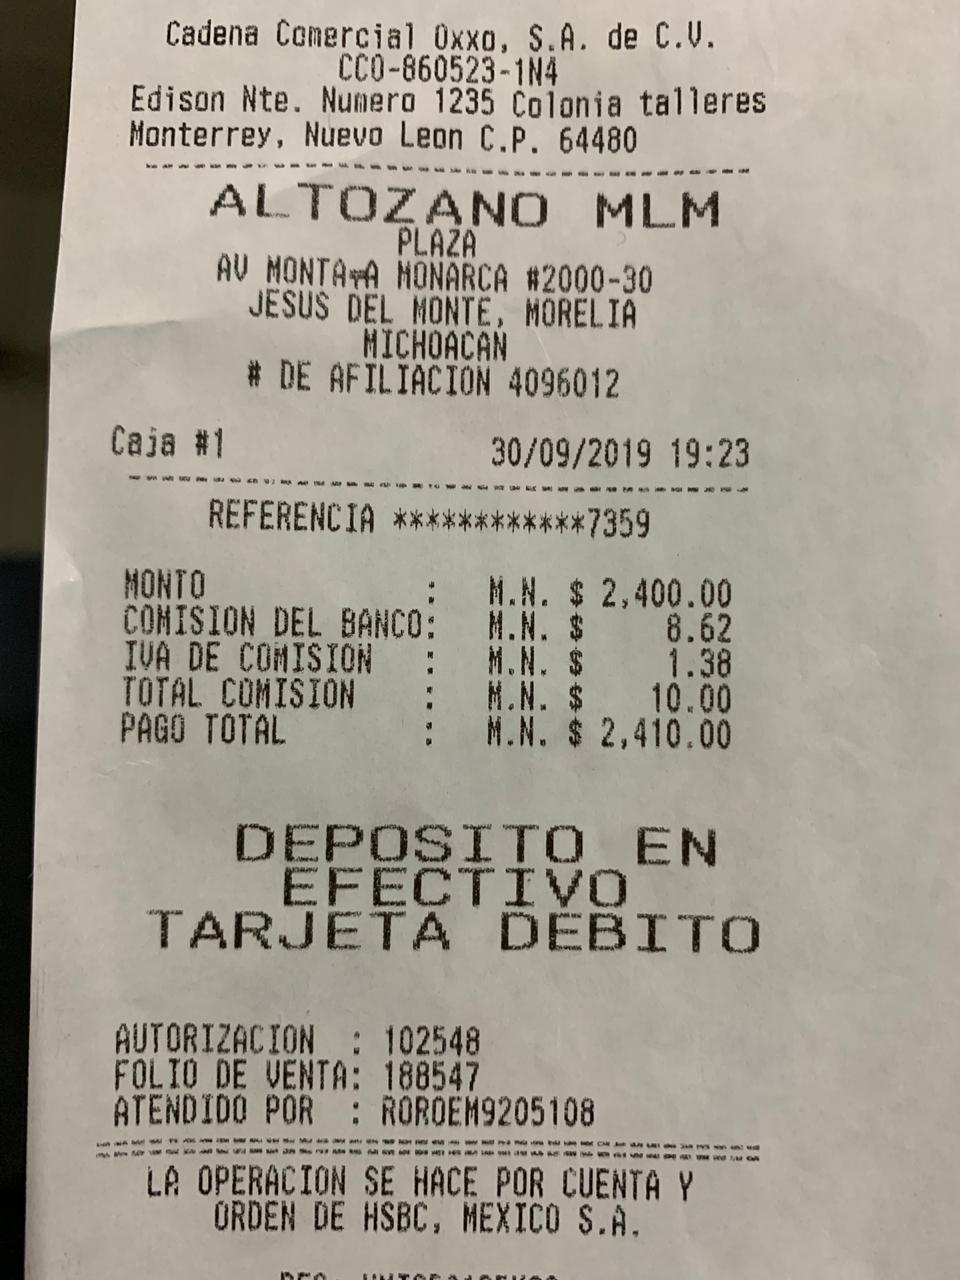 Cadena Comercial Oxxo, S.A. de C.V.
CCO-860523-1N4
Edison Nte. Numero 1235 Colonia talleres
Monterrey, Nuevo Leon C.P. 64480
ALTOZANO MLM
PLAZA
AV MONTA A MONARCA #2000-30
JESUS DEL MONTE, MORELIA
MICHOACAN
# DE AFILIACION 4096012
Caja #1 30/09/2019 19:23
REFERENCIA ************7359
MONTO : M.N. $ 2,400.00
COMISION DEL BANCO: M.N. $ 8.62
IVA DE COMISION : M.N. $ 1.38
TOTAL COMISION : M.N. $ 10.00
PAGO TOTAL : M.N. $ 2,410.00
DEPOSITO EN
EFECTIVO
TARJETA DEBITO
AUTORIZACION : 102548
FOLIO DE VENTA: 188547
ATENDIDO POR : ROROEM9205108
LA OPERACION SE HACE POR CUENTA Y
ORDEN DE HSBC, MEXICO S.A.